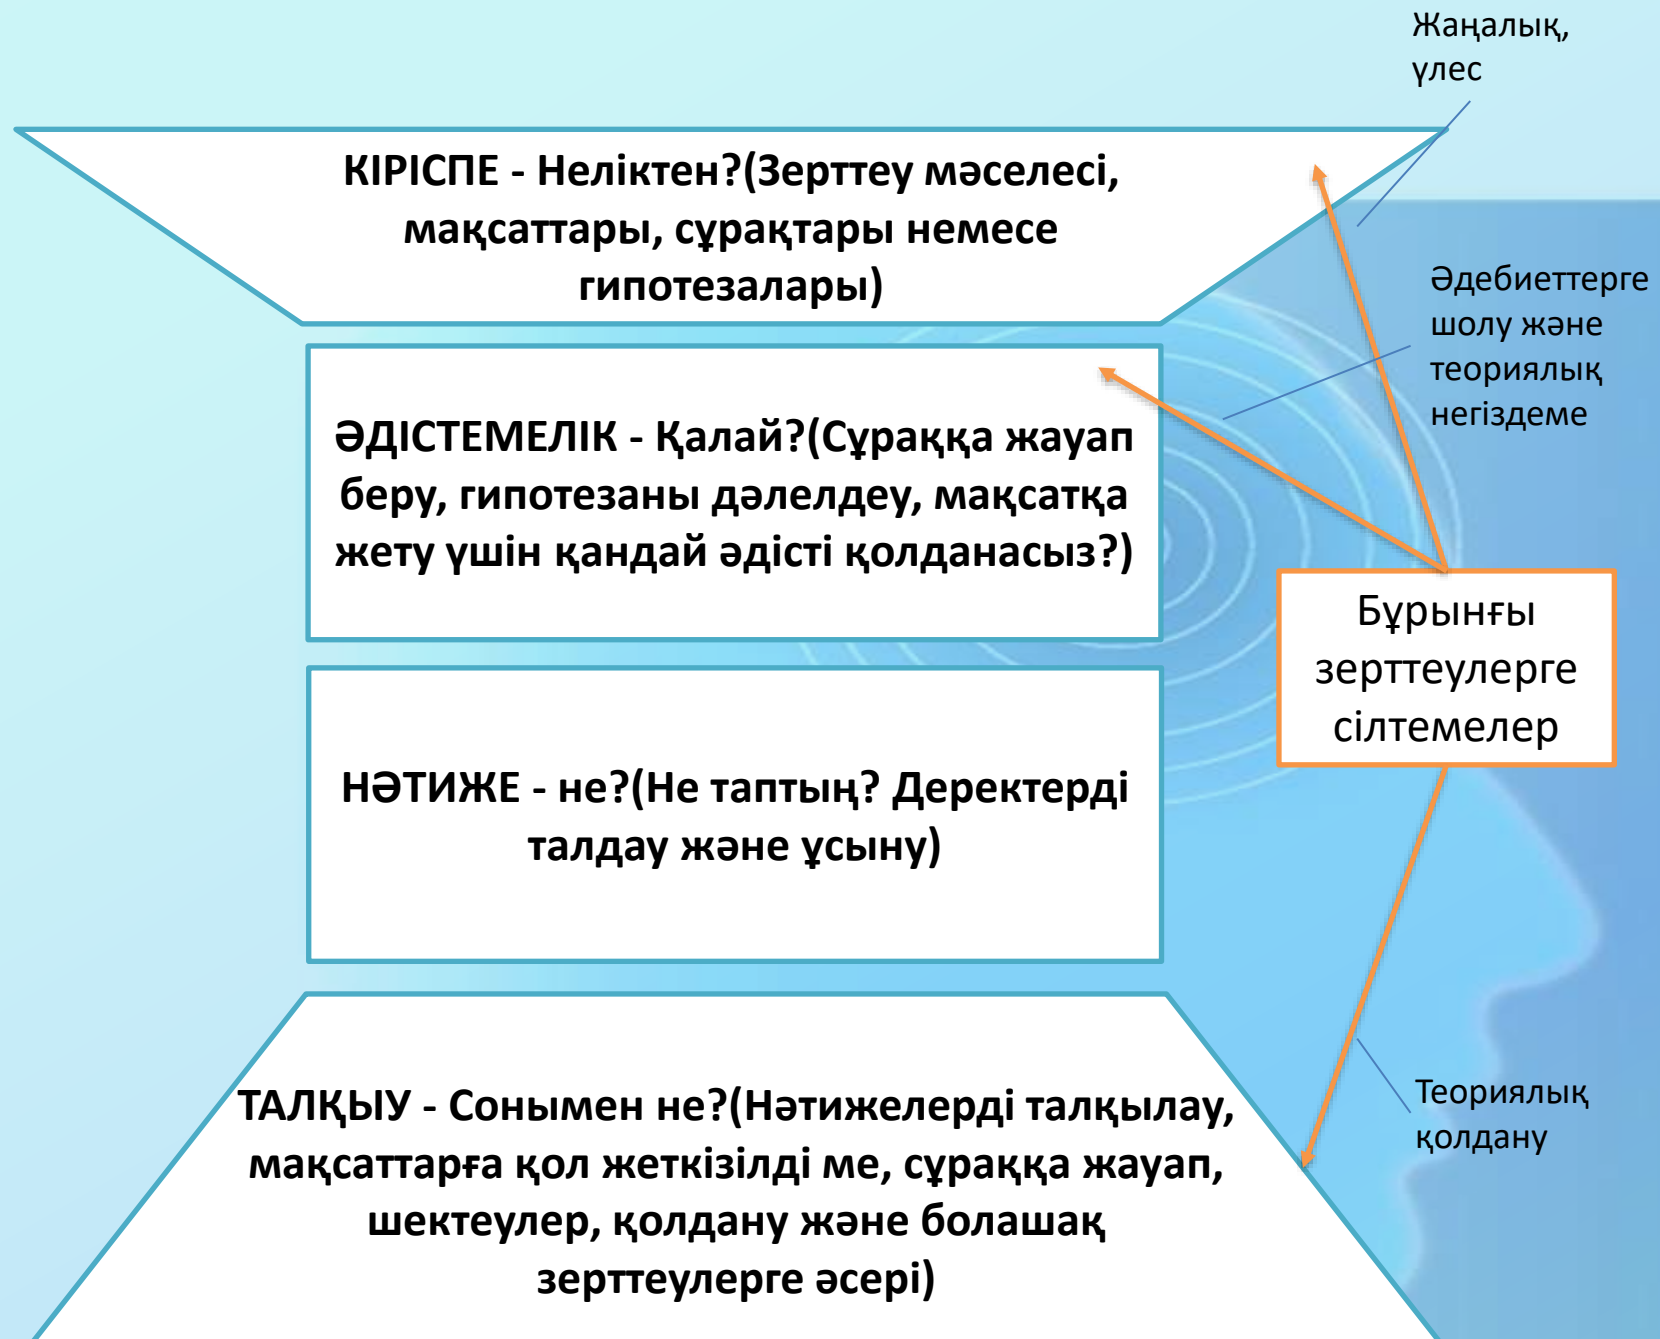 Жаңалық,
үлес
КІРІСПЕ - Неліктен?(Зерттеу мәселесі,
мақсаттары, сұрақтары немесе
гипотезалары)
Әдебиеттерге
шолу және
теориялық
негіздеме
ӘДІСТЕМЕЛІК - Қалай?(Сұраққа жауап
беру, гипотезаны дәлелдеу, мақсатқа
жету үшін қандай әдісті қолданасыз?)
Бұрынғы
зерттеулерге
сілтемелер
НӘТИЖЕ - не?(Не таптың? Деректерді
талдау және ұсыну)
ТАЛҚЫУ - Сонымен не?(Нәтижелерді талқылау,
мақсаттарға қол жеткізілді ме, сұраққа жауап,
шектеулер, қолдану және болашақ
зерттеулерге әсері)
Теориялық
қолдану